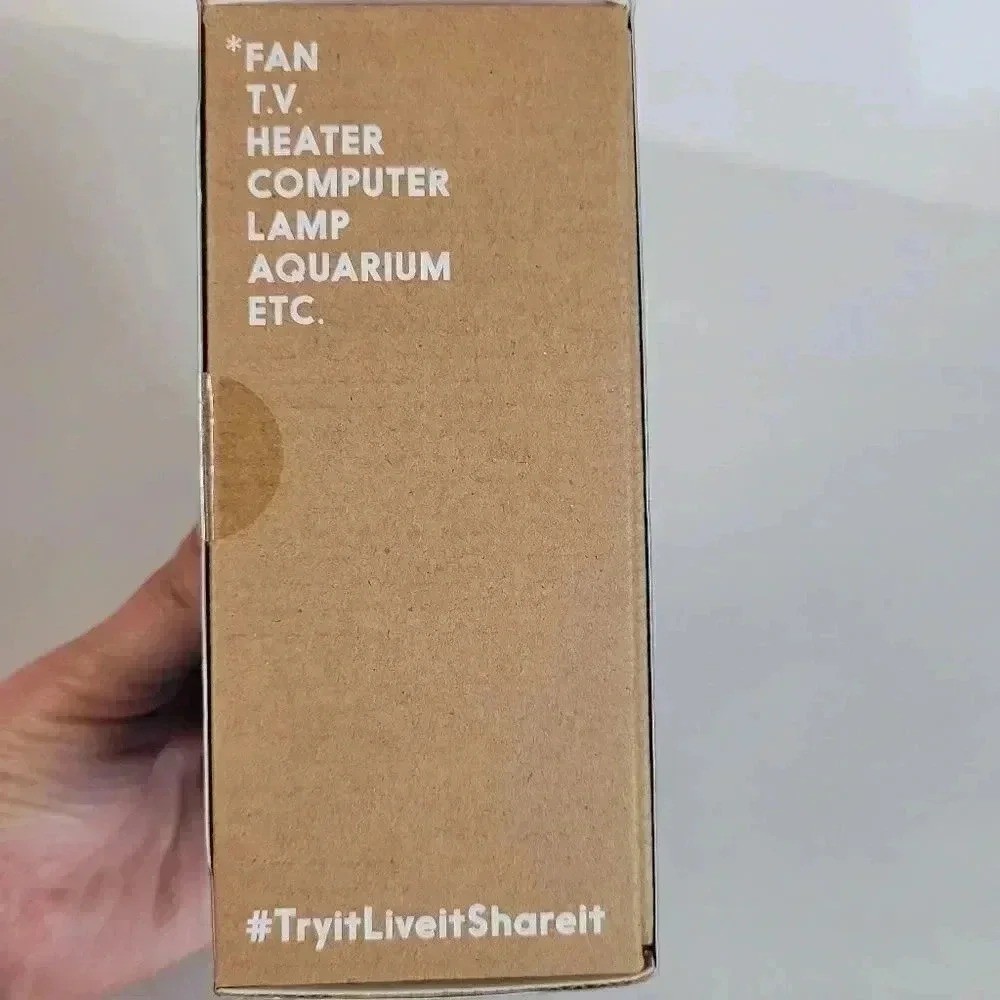 *FAN
T.V.
HEATER
COMPUTER
LAMP
AQUARIUM
ETC.
#TryitLiveitShareit